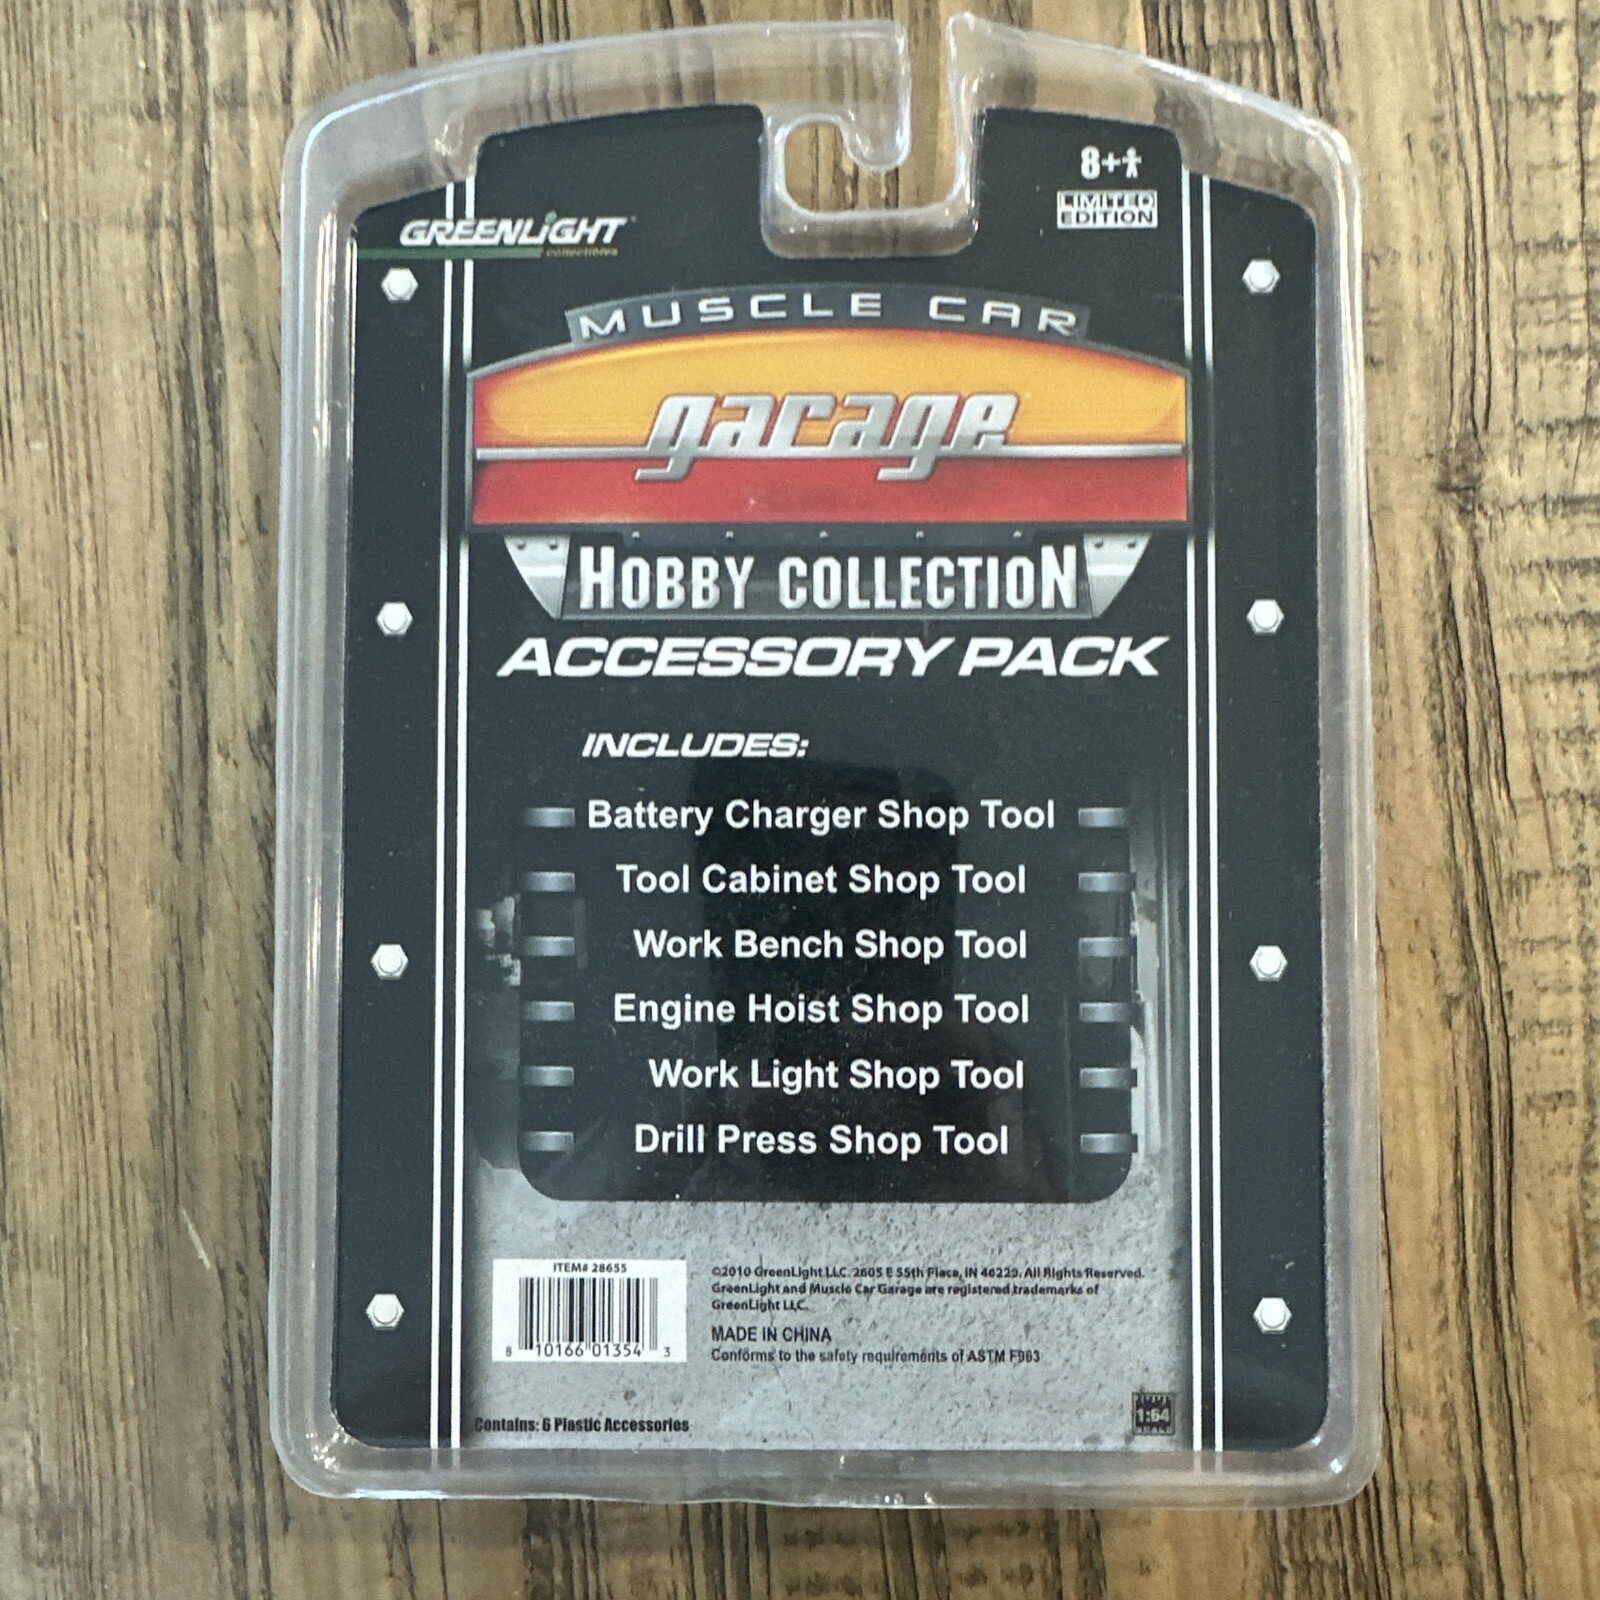 8+
LIMITED
EDITION
GREENLiGHT
collectibles
MUSCLE CAR
garage
HOBBY COLLECTION
ACCESSORY PACK
INCLUDES:
Battery Charger Shop Tool
Tool Cabinet Shop Tool
Work Bench Shop Tool
Engine Hoist Shop Tool
Work Light Shop Tool
Drill Press Shop Tool
ITEM# 28655
8 10166 01354 3
©2010 GreenLight LLC. 2605 E 55th Place, IN 46220. All Rights Reserved.
GreenLight and Muscle Car Garage are registered trademarks of
GreenLight LLC.
MADE IN CHINA
Conforms to the safety requirements of ASTM F963
Contains: 6 Plastic Accessories
1:64
SCALE